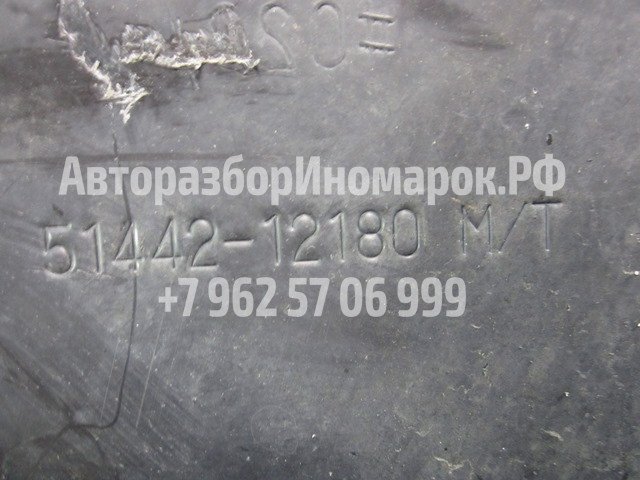 АвторазборИномарок.РФ
51442-12180 M/T
+7 962 57 06 999